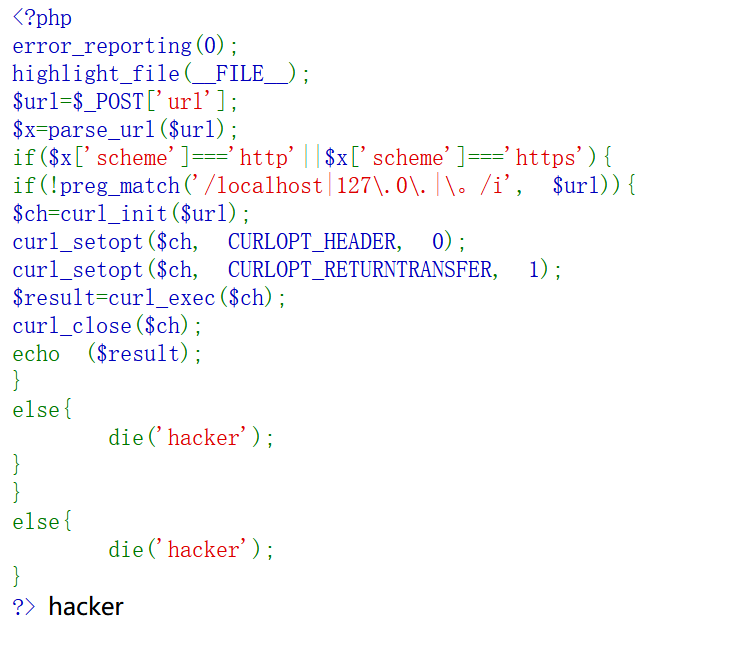 <?php
error_reporting(0);
highlight_file(__FILE__);
$url=$_POST['url'];
$x=parse_url($url);
if($x['scheme']==='http'||$x['scheme']==='https'){
if(!preg_match('/localhost|127\.0\.|\。/i', $url)){
$ch=curl_init($url);
curl_setopt($ch, CURLOPT_HEADER, 0);
curl_setopt($ch, CURLOPT_RETURNTRANSFER, 1);
$result=curl_exec($ch);
curl_close($ch);
echo ($result);
}
else{
    die('hacker');
}
}
else{
    die('hacker');
}
?> hacker